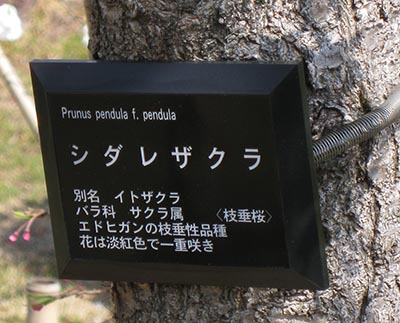 Prunus pendula f. pendula
シダレザクラ
別名 イトザクラ
バラ科 サクラ属 〈枝垂桜〉
エドヒガンの枝垂性品種
花は淡紅色で一重咲き